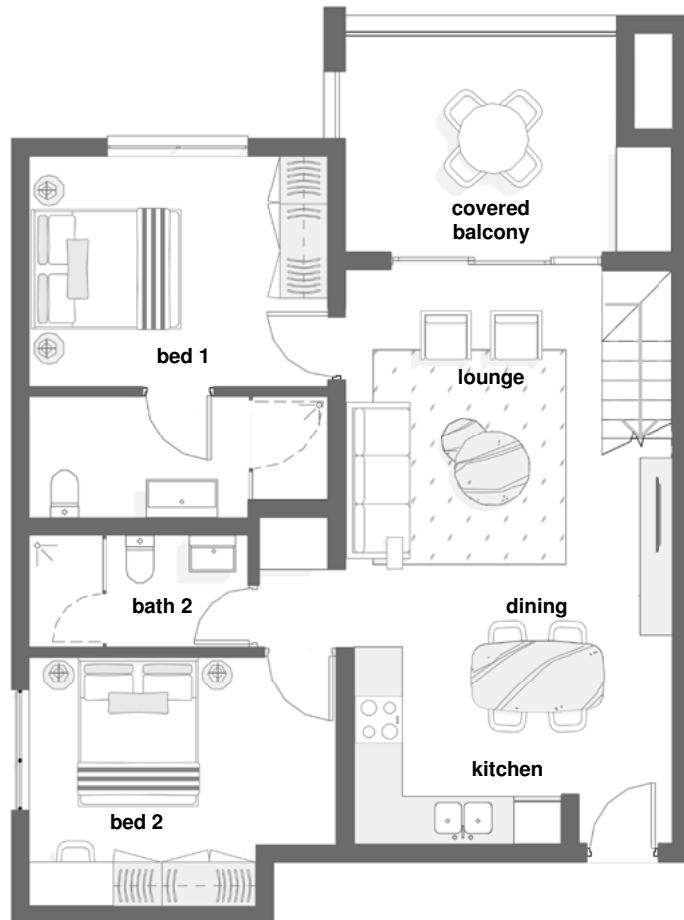 covered
balcony
bed 1
lounge
bath 2
dining
kitchen
bed 2